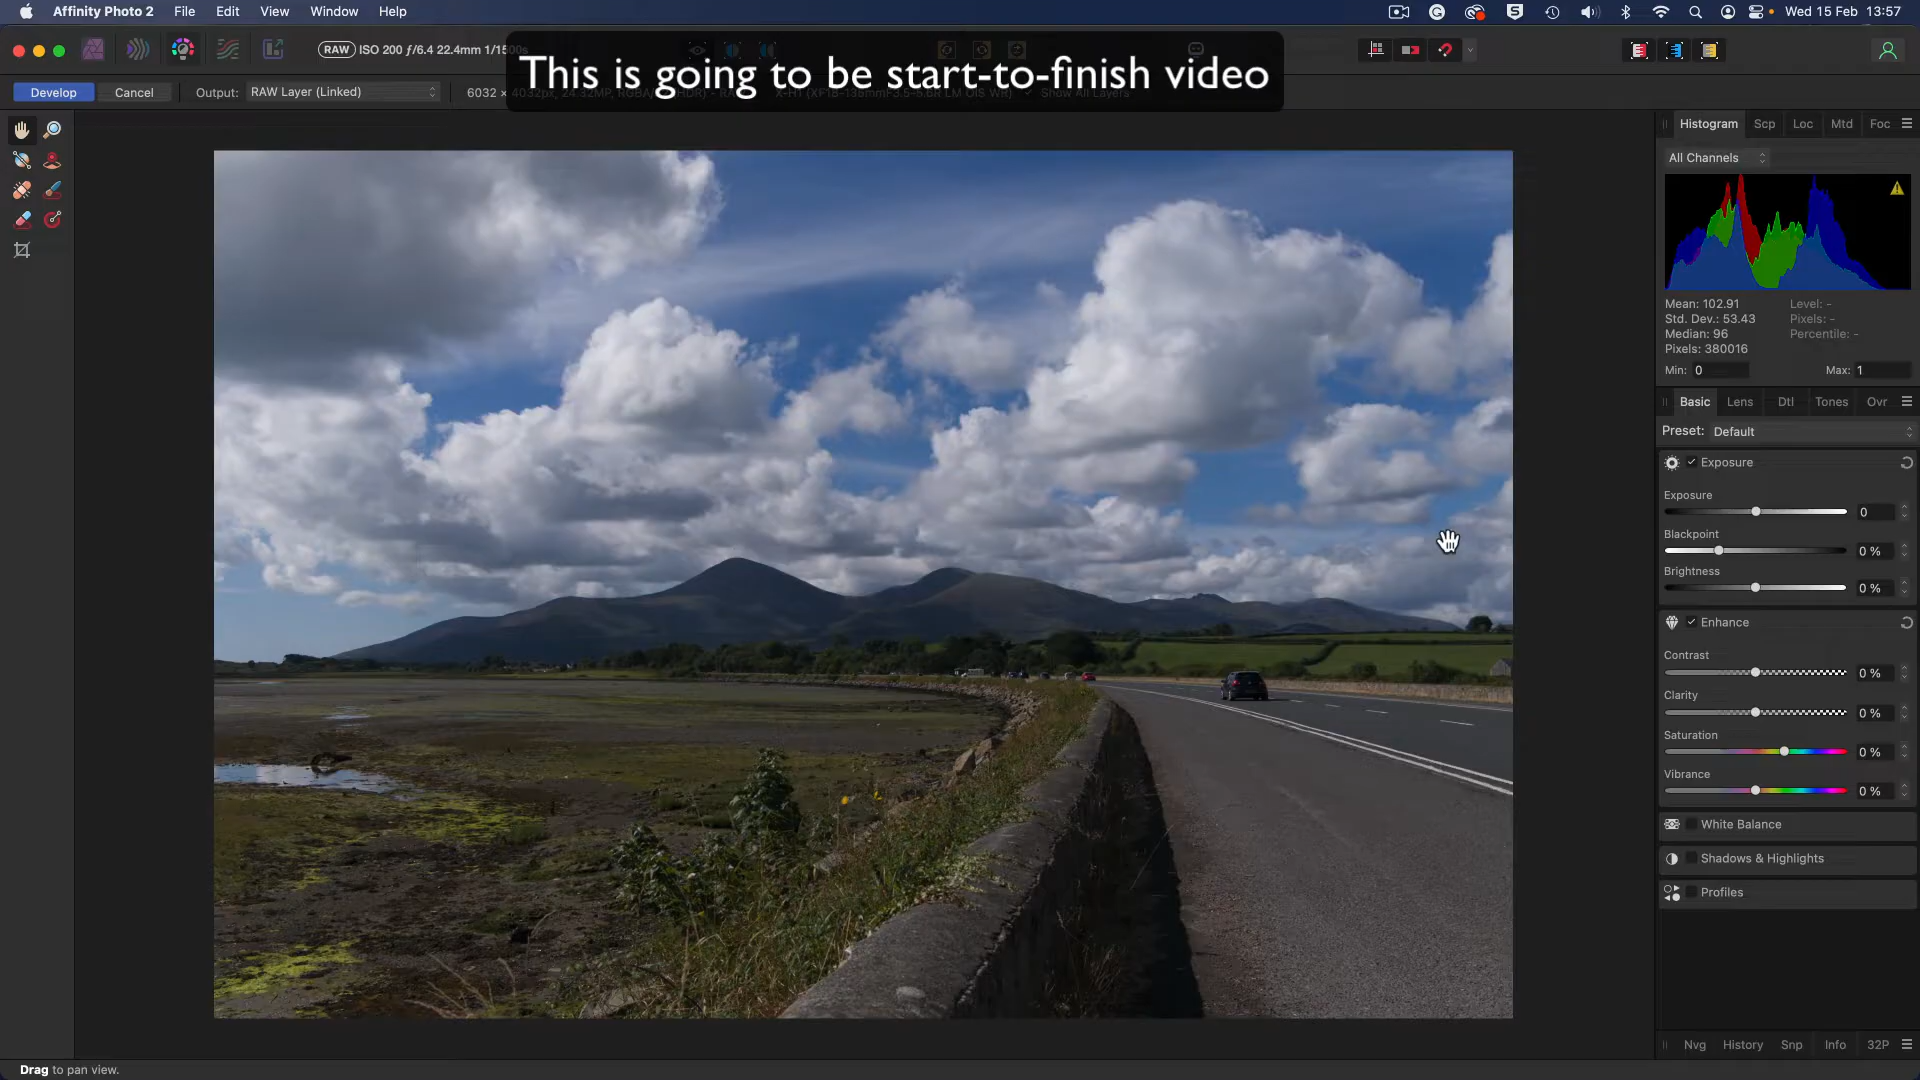 Affinity Photo 2 File Edit View Window Help Wed 15 Feb 13:57
RAW ISO 200 ƒ/6.4 22.4mm
This is going to be start-to-finish video
Develop Cancel Output: RAW Layer (Linked)
Histogram Scp Loc Mtd Foc
All Channels
Mean: 102.91 Level: -
Std. Dev.: 53.43 Pixels: -
Median: 96 Percentile: -
Pixels: 380016
Min: 0 Max: 1
Basic Lens Dtl Tones Ovr
Preset: Default
Exposure
Exposure
0
Blackpoint
0 %
Brightness
0 %
Enhance
Contrast
0 %
Clarity
0 %
Saturation
0 %
Vibrance
0 %
White Balance
Shadows & Highlights
Profiles
Nvg History Snp Info 32P
Drag to pan view.